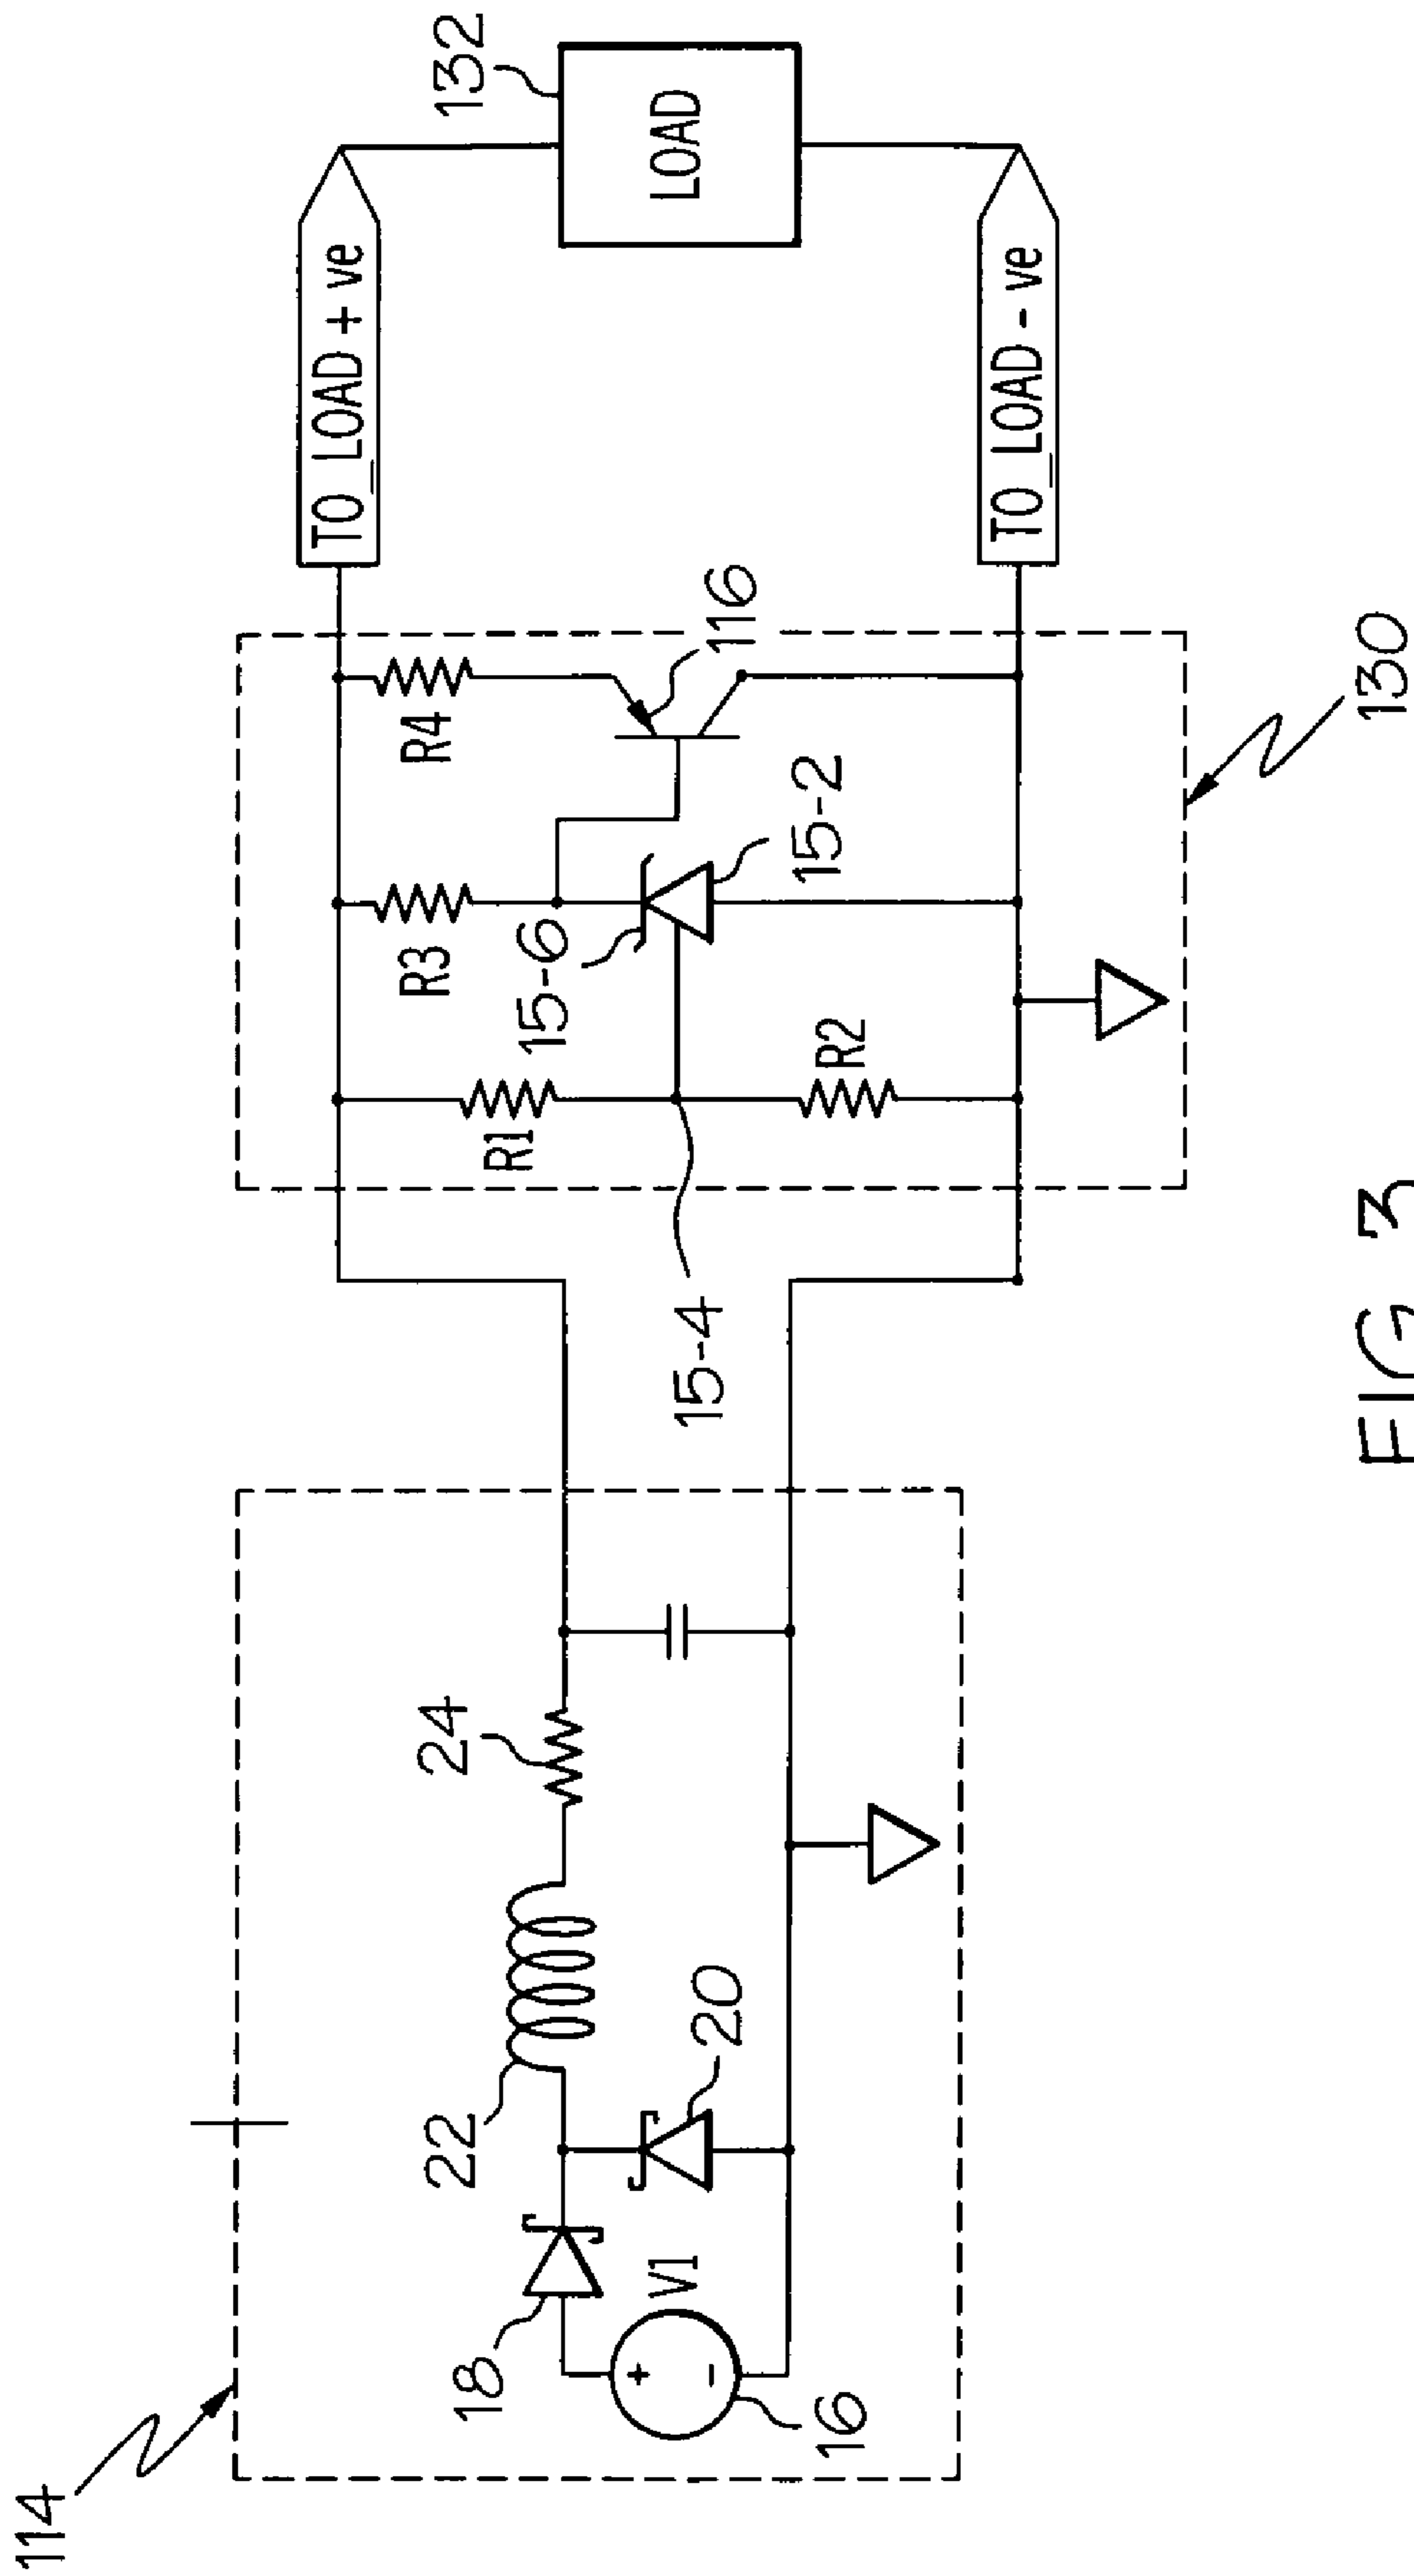 114
18
V1
16
22
20
24
15-4
R1
R2
R3
15-6
15-2
R4
116
130
TO_LOAD + ve
TO_LOAD - ve
132
LOAD
FIG 3